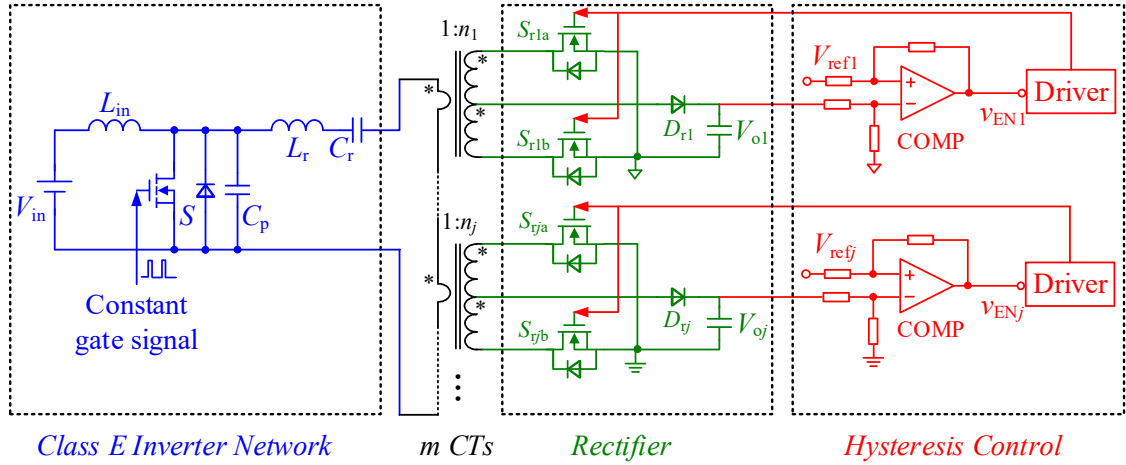 1:n1
Sr1a
Vref1
+
−
COMP
vEN1
Driver
Lin
Lr
Cr
*
*
*
Dr1
Vo1
Sr1b
Vin
S
Cp
Constant
gate signal
1:nj
Srja
Vrefj
+
−
COMP
vENj
Driver
*
*
*
Drj
Voj
Srjb
Class E Inverter Network
m CTs
Rectifier
Hysteresis Control